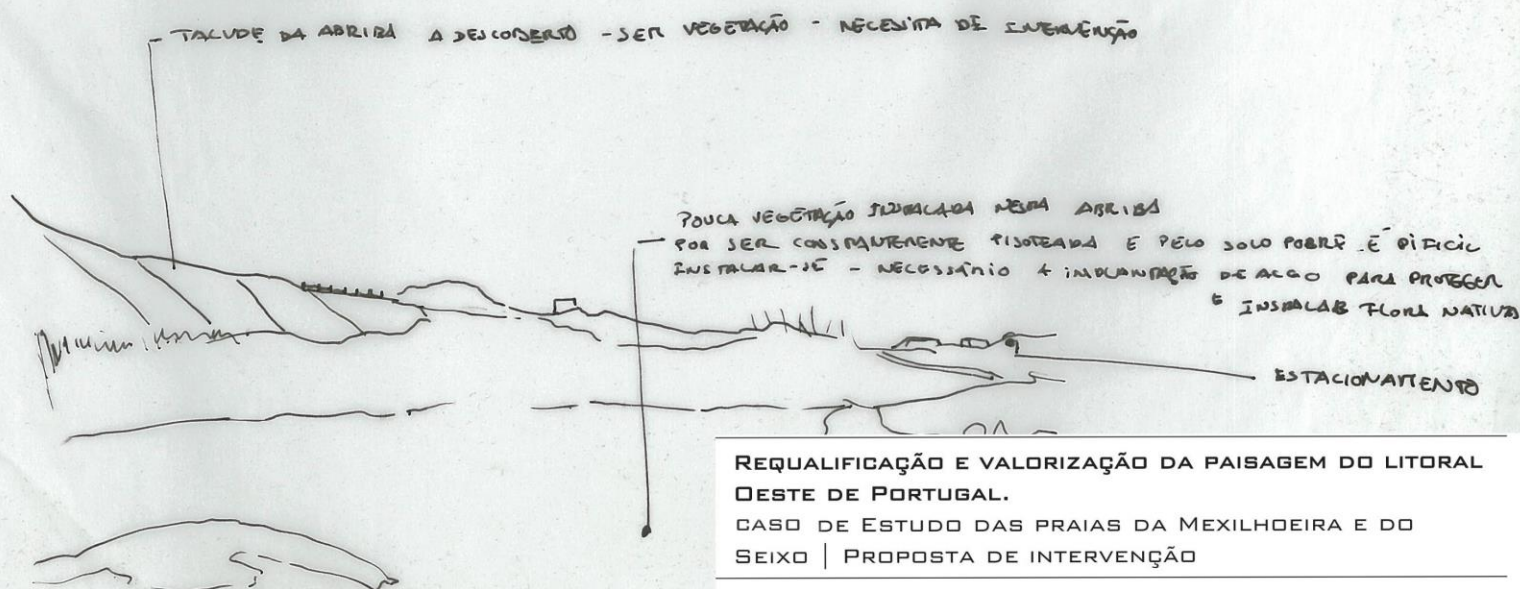 TALUDE DA ARRIBA A DESCOBERTO - SEM VEGETAÇÃO - NECESSITA DE INTERVENÇÃO
POUCA VEGETAÇÃO INSTALADA NESTA ARRIBA
POR SER CONSTANTEMENTE PISOTEADA E PELO SOLO POBRE É DIFICIL
INSTALAR-SE - NECESSÁRIO A IMPLANTAÇÃO DE ALGO PARA PROTEGER
E INSTALAR FLORA NATIVA
ESTACIONAMENTO
REQUALIFICAÇÃO E VALORIZAÇÃO DA PAISAGEM DO LITORAL
OESTE DE PORTUGAL.
CASO DE ESTUDO DAS PRAIAS DA MEXILHOEIRA E DO
SEIXO | PROPOSTA DE INTERVENÇÃO